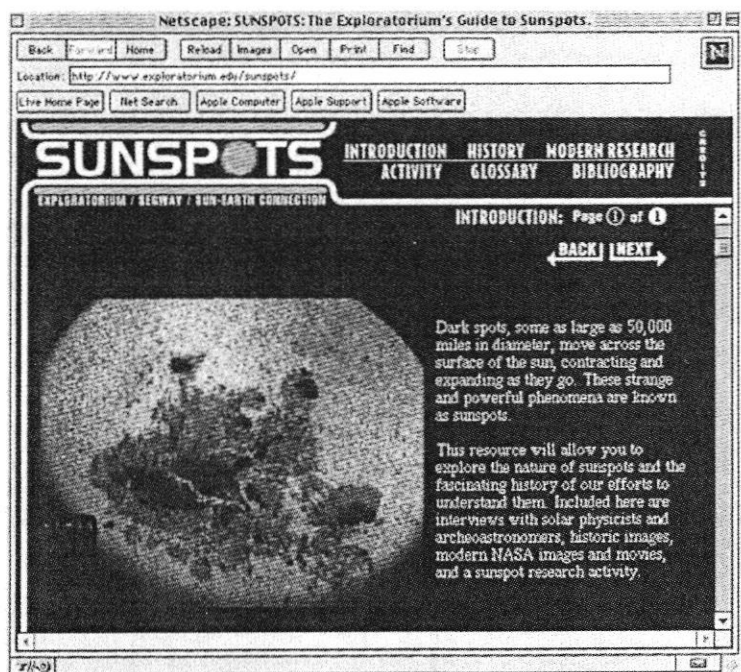 Netscape: SUNSPOTS: The Exploratorium's Guide to Sunspots.
Back Forward Home Reload Images Open Print Find Stop
N
Location: http://www.exploratorium.edu/sunspots/
Live Home Page Net Search Apple Computer Apple Support Apple Software
SUNSPOTS
INTRODUCTION HISTORY MODERN RESEARCH
ACTIVITY GLOSSARY BIBLIOGRAPHY
CREDITS
EXPLORATORIUM / SEGWAY / SUN-EARTH CONNECTION
INTRODUCTION: Page 1 of 1
BACK NEXT
Dark spots, some as large as 50,000
miles in diameter, move across the
surface of the sun, contracting and
expanding as they go. These strange
and powerful phenomena are known
as sunspots.
This resource will allow you to
explore the nature of sunspots and the
fascinating history of our efforts to
understand them. Included here are
interviews with solar physicists and
archeoastronomers, historic images,
modern NASA images and movies,
and a sunspot research activity.